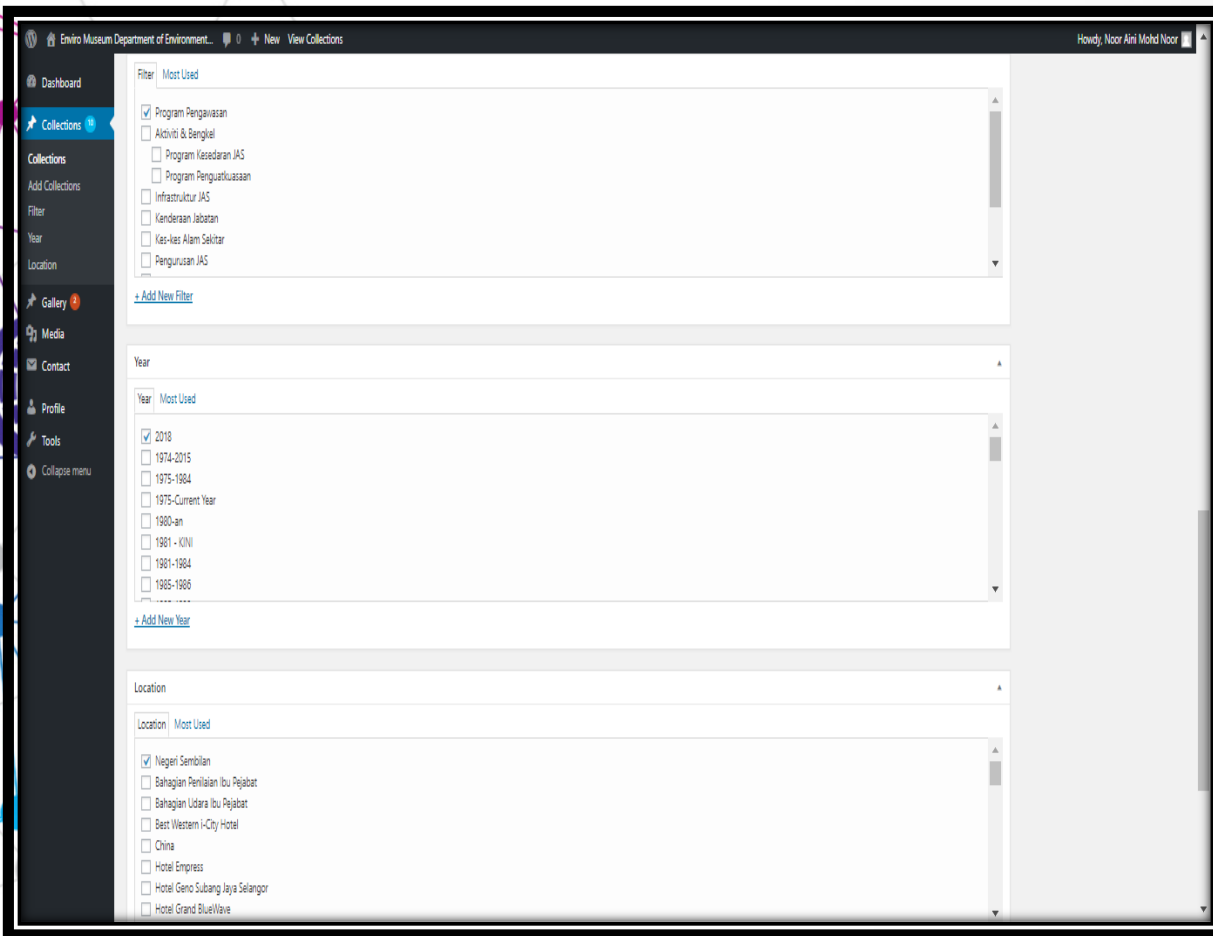 Enviro Museum Department of Environment... 0 + New View Collections Howdy, Noor Aini Mohd Noor
Dashboard
Collections 10
Collections
Add Collections
Filter
Year
Location
Gallery 2
Media
Contact
Profile
Tools
Collapse menu
Filter Most Used
Program Pengawasan
Aktiviti & Bengkel
Program Kesedaran JAS
Program Penguatkuasaan
Infrastruktur JAS
Kenderaan Jabatan
Kes-kes Alam Sekitar
Pengurusan JAS
+ Add New Filter
Year
Year Most Used
2018
1974-2015
1975-1984
1975-Current Year
1980-an
1981 - KINI
1981-1984
1985-1986
+ Add New Year
Location
Location Most Used
Negeri Sembilan
Bahagian Penilaian Ibu Pejabat
Bahagian Udara Ibu Pejabat
Best Western i-City Hotel
China
Hotel Empress
Hotel Geno Subang Jaya Selangor
Hotel Grand BlueWave